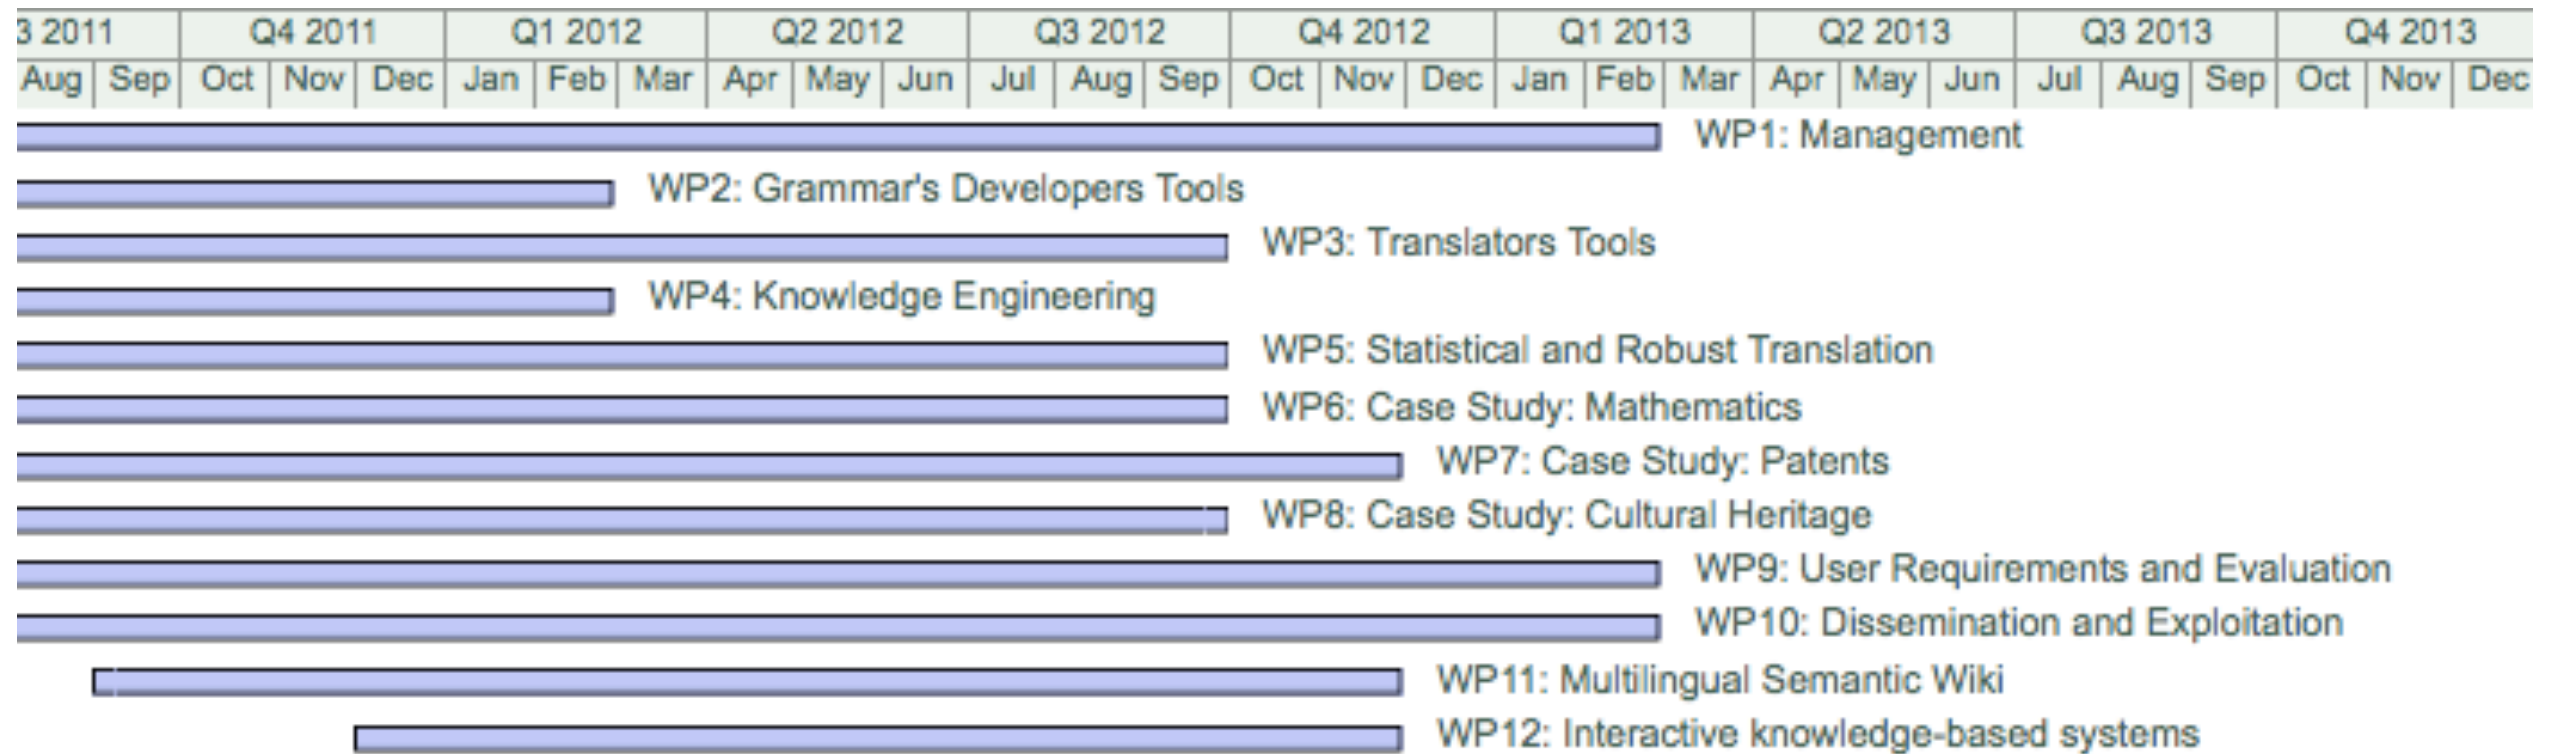 3 2011 Q4 2011 Q1 2012 Q2 2012 Q3 2012 Q4 2012 Q1 2013 Q2 2013 Q3 2013 Q4 2013
Aug Sep Oct Nov Dec Jan Feb Mar Apr May Jun Jul Aug Sep Oct Nov Dec Jan Feb Mar Apr May Jun Jul Aug Sep Oct Nov Dec
WP1: Management
WP2: Grammar's Developers Tools
WP3: Translators Tools
WP4: Knowledge Engineering
WP5: Statistical and Robust Translation
WP6: Case Study: Mathematics
WP7: Case Study: Patents
WP8: Case Study: Cultural Heritage
WP9: User Requirements and Evaluation
WP10: Dissemination and Exploitation
WP11: Multilingual Semantic Wiki
WP12: Interactive knowledge-based systems